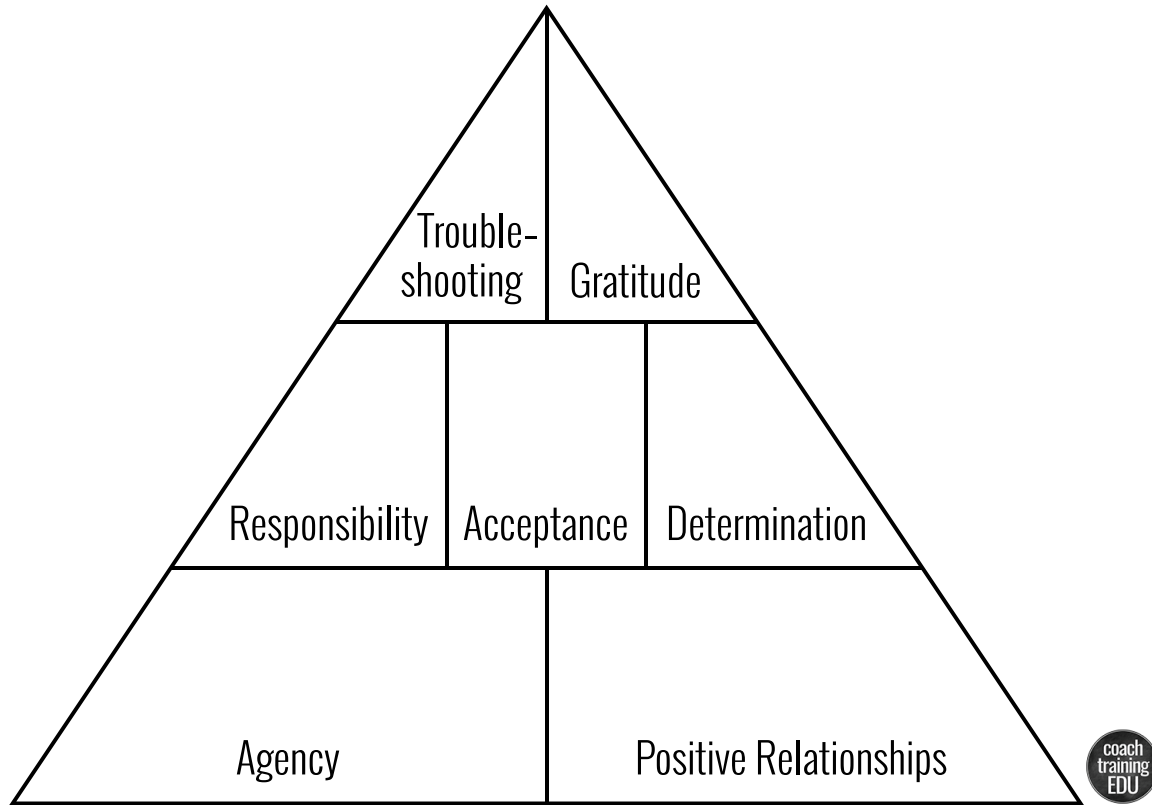 Trouble-
shooting
Gratitude
Responsibility
Acceptance
Determination
Agency
Positive Relationships
coach
training
EDU